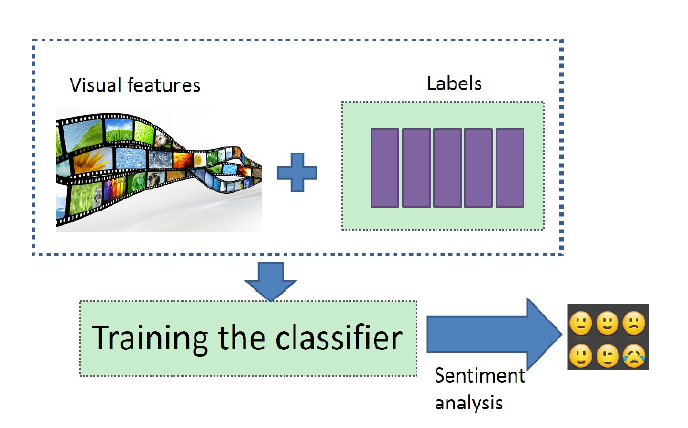 Visual features
Labels
Training the classifier
Sentiment
analysis